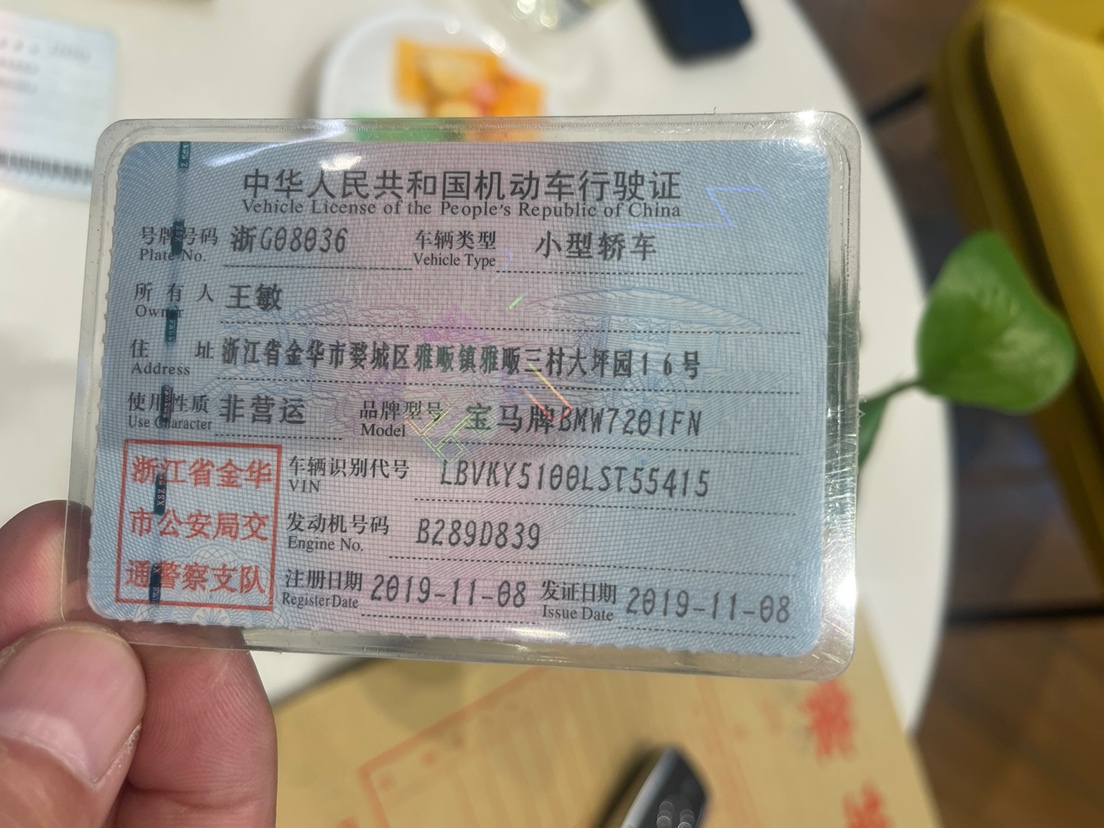 中华人民共和国机动车行驶证
Vehicle License of the People's Republic of China
号牌号码 浙G08036 车辆类型 小型轿车
Plate No. Vehicle Type
所有人 王敏
Owner
住址 浙江省金华市婺城区雅畈镇雅畈三村大坪园16号
Address
使用性质 非营运 品牌型号 宝马牌BMW7201FN
Use Character Model
浙江省金华
市公安局交
通警察支队
车辆识别代号 LBVKY5100LST55415
VIN
发动机号码 B289D839
Engine No.
注册日期 2019-11-08 发证日期 2019-11-08
Register Date Issue Date